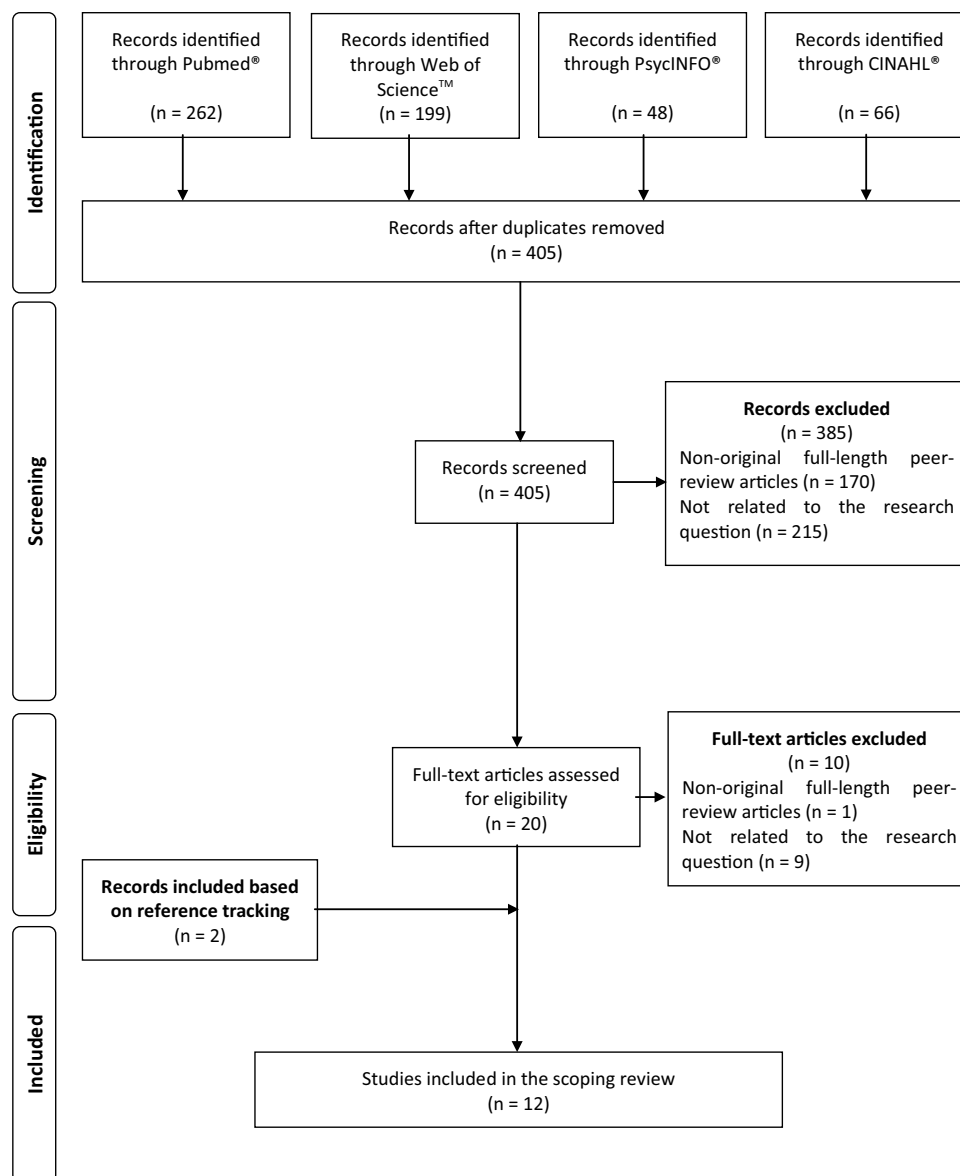 Identification
Records identified
through Pubmed®
(n = 262)
Records identified
through Web of
Science™
(n = 199)
Records identified
through PsycINFO®
(n = 48)
Records identified
through CINAHL®
(n = 66)
Records after duplicates removed
(n = 405)
Screening
Records screened
(n = 405)
Records excluded
(n = 385)
Non-original full-length peer-
review articles (n = 170)
Not related to the research
question (n = 215)
Eligibility
Full-text articles assessed
for eligibility
(n = 20)
Full-text articles excluded
(n = 10)
Non-original full-length peer-
review articles (n = 1)
Not related to the research
question (n = 9)
Records included based
on reference tracking
(n = 2)
Included
Studies included in the scoping review
(n = 12)